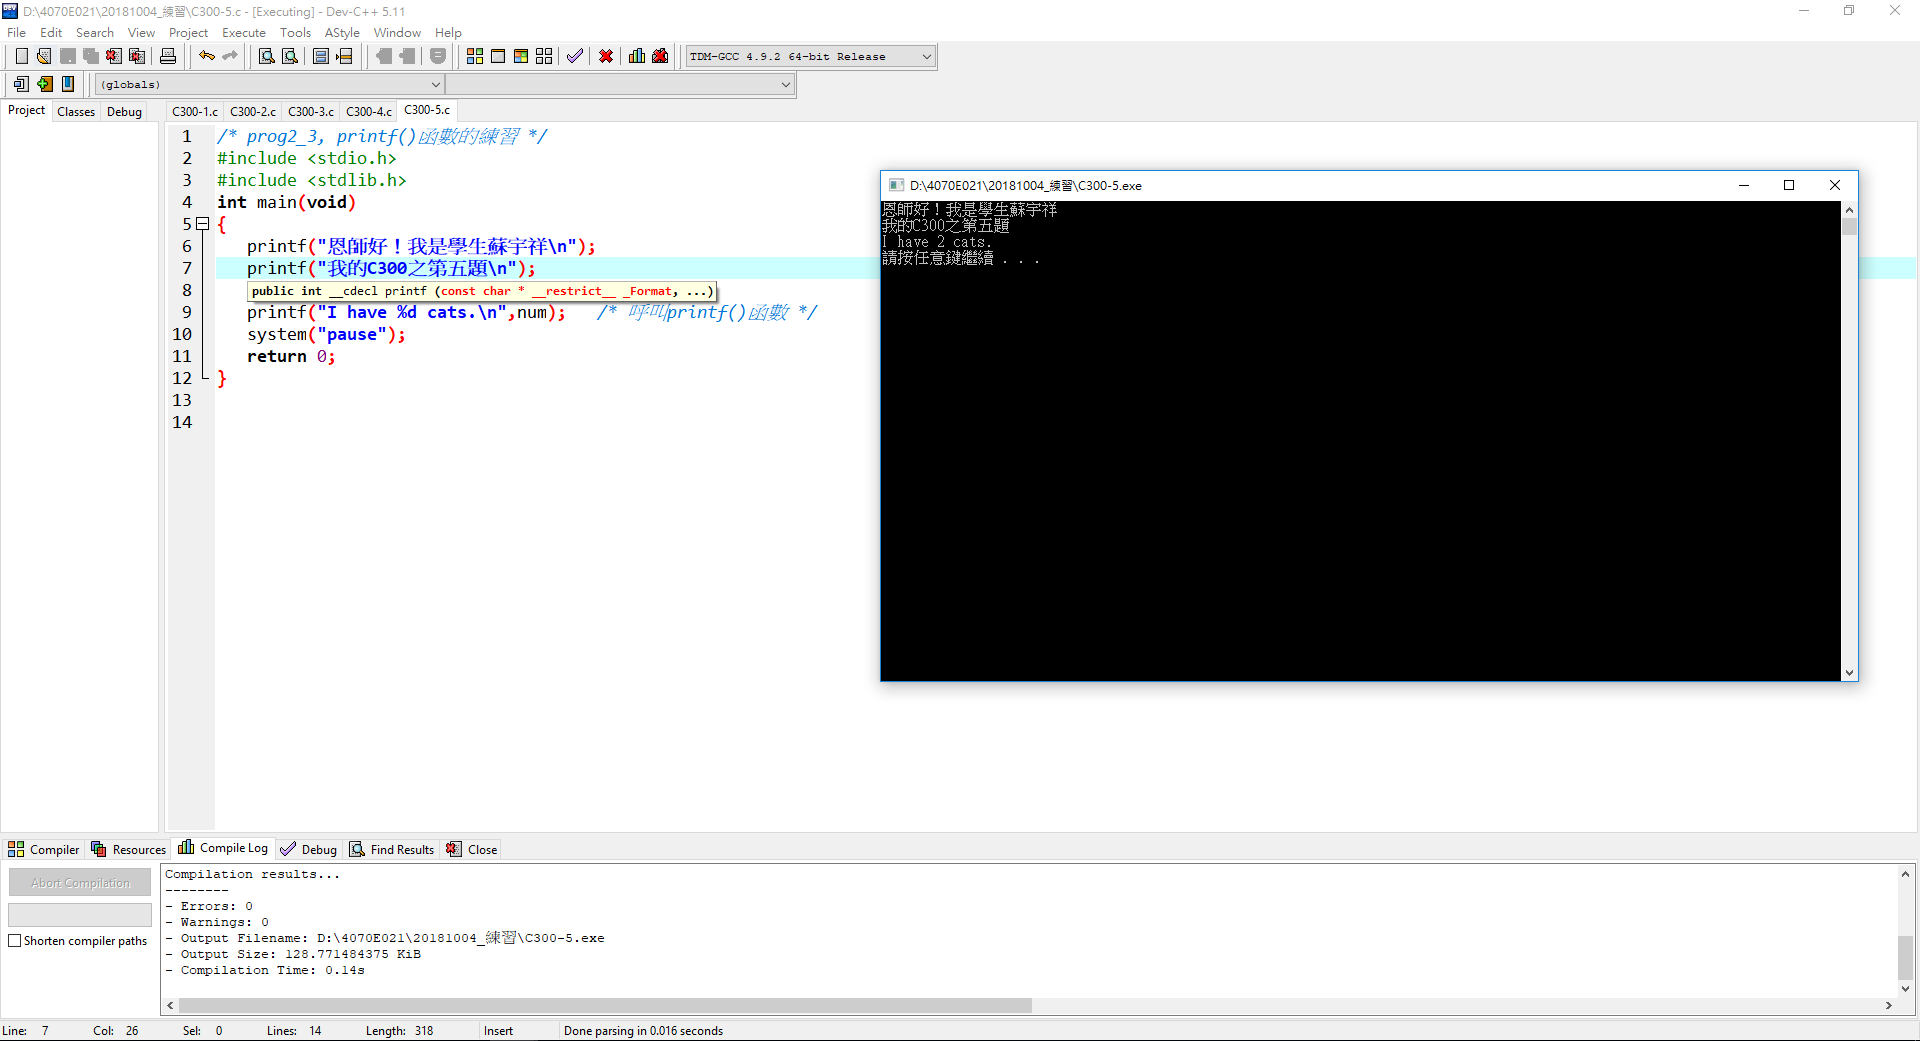 D:\4070E021\20181004_練習\C300-5.c - [Executing] - Dev-C++ 5.11
File Edit Search View Project Execute Tools AStyle Window Help
TDM-GCC 4.9.2 64-bit Release
(globals)
Project Classes Debug C300-1.c C300-2.c C300-3.c C300-4.c C300-5.c
1 /* prog2_3, printf()函數的練習 */
2 #include <stdio.h>
3 #include <stdlib.h>
4 int main(void)
5 {
6 printf("恩師好！我是學生蘇宇祥\n");
7 printf("我的C300之第五題\n");
8
public int __cdecl printf (const char * __restrict__ _Format, ...)
9 printf("I have %d cats.\n",num); /* 呼叫printf()函數 */
10 system("pause");
11 return 0;
12 }
13
14
D:\4070E021\20181004_練習\C300-5.exe
恩師好！我是學生蘇宇祥
我的C300之第五題
I have 2 cats.
請按任意鍵繼續 . . .
Compiler Resources Compile Log Debug Find Results Close
Abort Compilation
Shorten compiler paths
Compilation results...
--------
- Errors: 0
- Warnings: 0
- Output Filename: D:\4070E021\20181004_練習\C300-5.exe
- Output Size: 128.771484375 KiB
- Compilation Time: 0.14s
Line: 7 Col: 26 Sel: 0 Lines: 14 Length: 318 Insert Done parsing in 0.016 seconds